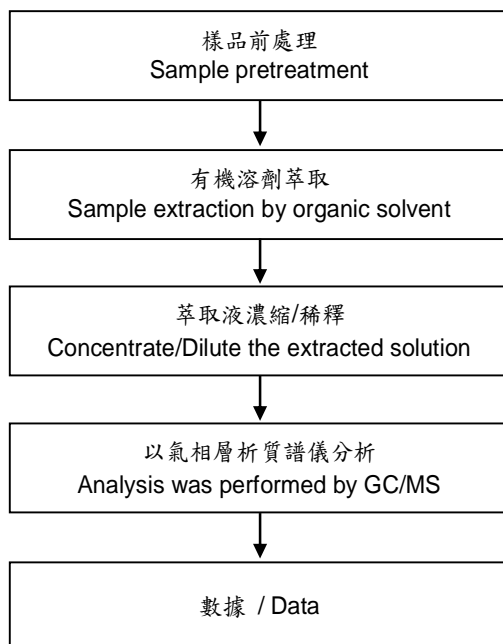 樣品前處理
Sample pretreatment
有機溶劑萃取
Sample extraction by organic solvent
萃取液濃縮/稀釋
Concentrate/Dilute the extracted solution
以氣相層析質譜儀分析
Analysis was performed by GC/MS
數據 / Data